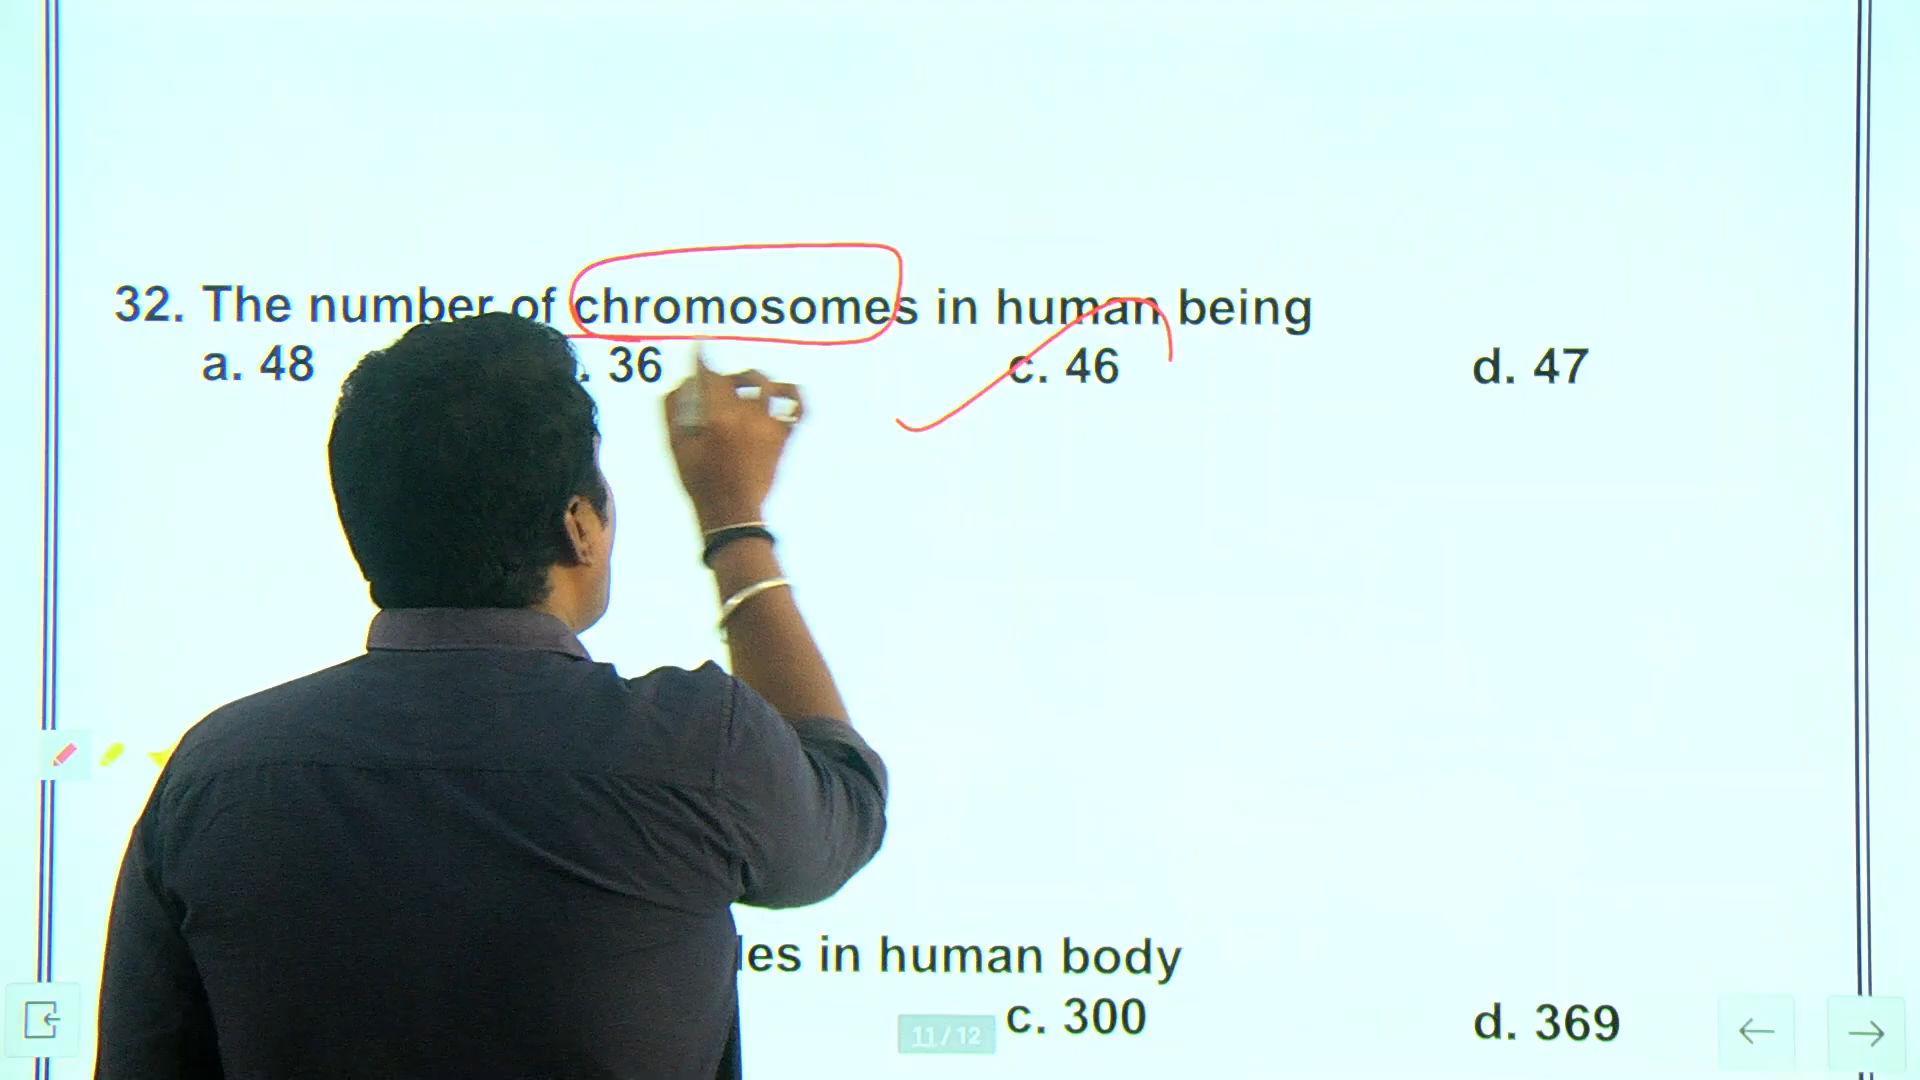 32. The number of chromosomes in human being
a. 48 . 36 c. 46 d. 47
les in human body
c. 300 d. 369
11 / 12